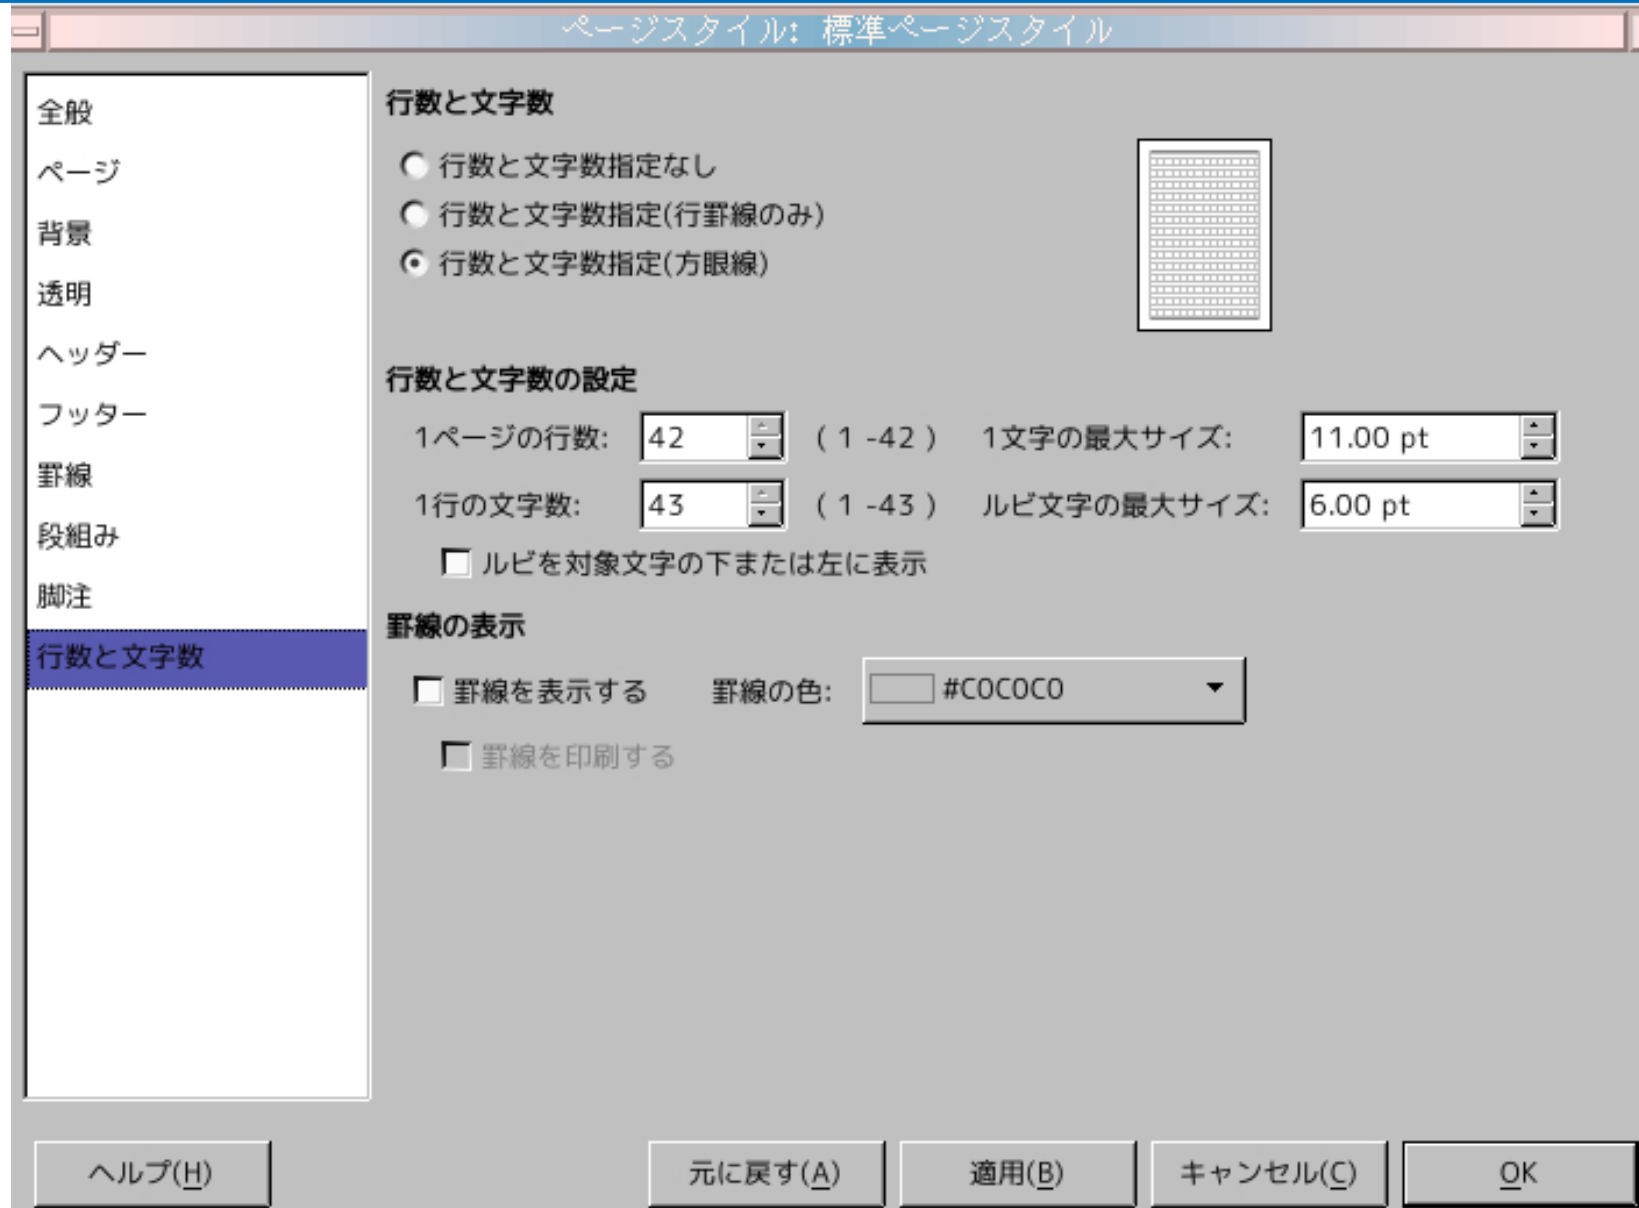 ページスタイル: 標準ページスタイル
全般
ページ
背景
透明
ヘッダー
フッター
罫線
段組み
脚注
行数と文字数
行数と文字数
行数と文字数指定なし
行数と文字数指定(行罫線のみ)
行数と文字数指定(方眼線)
行数と文字数の設定
1ページの行数: 42 ( 1 -42 ) 1文字の最大サイズ: 11.00 pt
1行の文字数: 43 ( 1 -43 ) ルビ文字の最大サイズ: 6.00 pt
ルビを対象文字の下または左に表示
罫線の表示
罫線を表示する 罫線の色: #C0C0C0
罫線を印刷する
ヘルプ(H) 元に戻す(A) 適用(B) キャンセル(C) OK